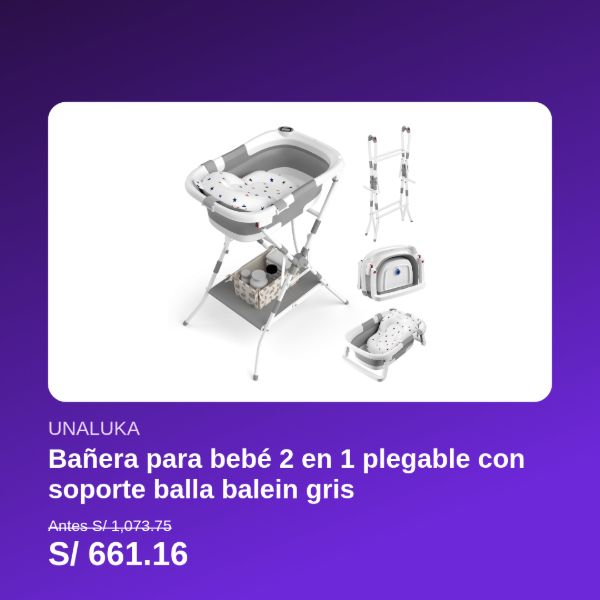 UNALUKA
Bañera para bebé 2 en 1 plegable con
soporte balla balein gris
Antes S/ 1,073.75
S/ 661.16